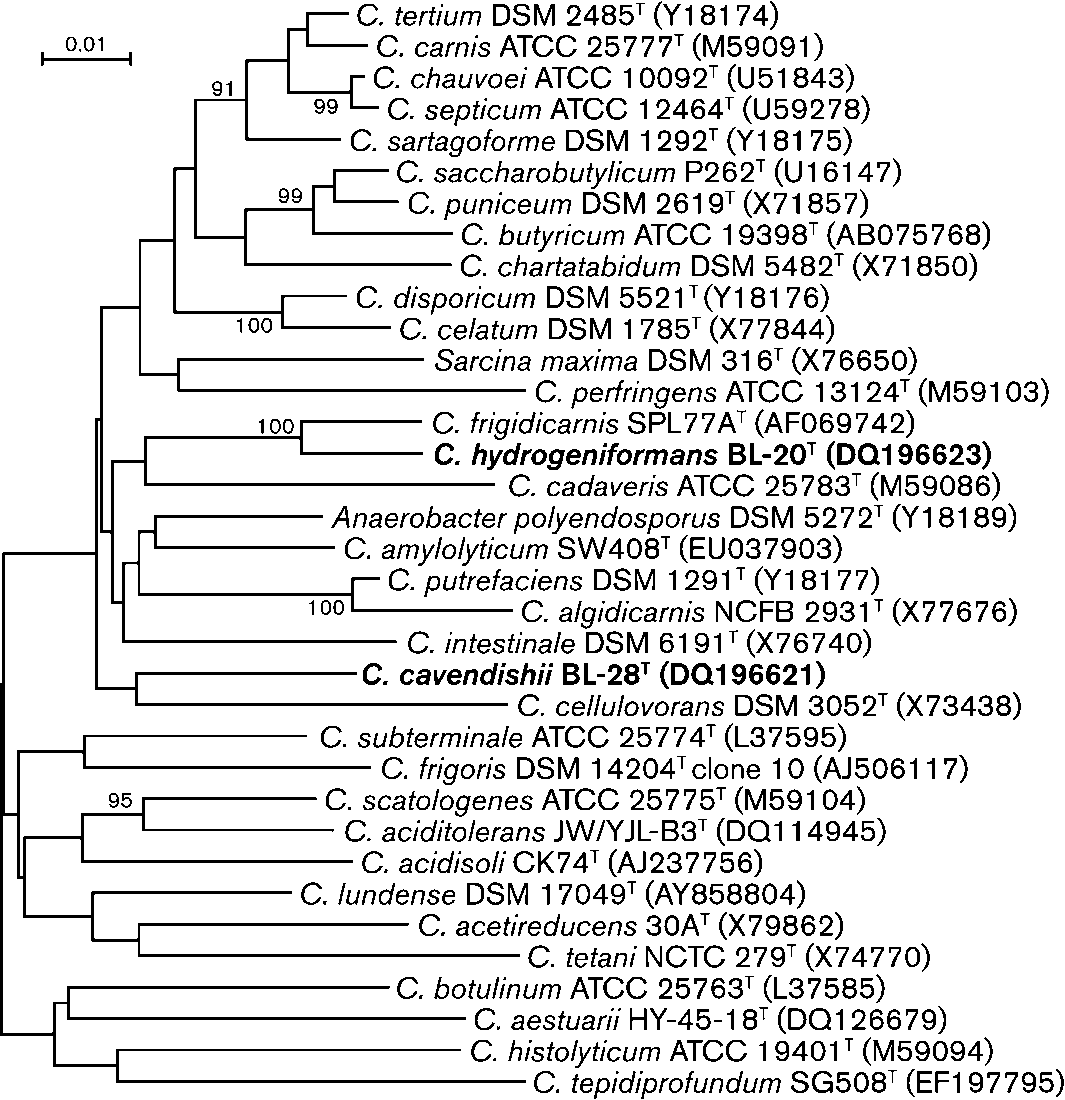 C. tertium DSM 2485ᵀ (Y18174)
0.01
C. carnis ATCC 25777ᵀ (M59091)
C. chauvoei ATCC 10092ᵀ (U51843)
91
99
C. septicum ATCC 12464ᵀ (U59278)
C. sartagoforme DSM 1292ᵀ (Y18175)
C. saccharobutylicum P262ᵀ (U16147)
99
C. puniceum DSM 2619ᵀ (X71857)
C. butyricum ATCC 19398ᵀ (AB075768)
C. chartatabidum DSM 5482ᵀ (X71850)
C. disporicum DSM 5521ᵀ (Y18176)
100
C. celatum DSM 1785ᵀ (X77844)
Sarcina maxima DSM 316ᵀ (X76650)
C. perfringens ATCC 13124ᵀ (M59103)
C. frigidicarnis SPL77Aᵀ (AF069742)
100
C. hydrogeniformans BL-20ᵀ (DQ196623)
C. cadaveris ATCC 25783ᵀ (M59086)
Anaerobacter polyendosporus DSM 5272ᵀ (Y18189)
C. amylolyticum SW408ᵀ (EU037903)
C. putrefaciens DSM 1291ᵀ (Y18177)
100
C. algidicarnis NCFB 2931ᵀ (X77676)
C. intestinale DSM 6191ᵀ (X76740)
C. cavendishii BL-28ᵀ (DQ196621)
C. cellulovorans DSM 3052ᵀ (X73438)
C. subterminale ATCC 25774ᵀ (L37595)
C. frigoris DSM 14204ᵀ clone 10 (AJ506117)
95
C. scatologenes ATCC 25775ᵀ (M59104)
C. aciditolerans JW/YJL-B3ᵀ (DQ114945)
C. acidisoli CK74ᵀ (AJ237756)
C. lundense DSM 17049ᵀ (AY858804)
C. acetireducens 30Aᵀ (X79862)
C. tetani NCTC 279ᵀ (X74770)
C. botulinum ATCC 25763ᵀ (L37585)
C. aestuarii HY-45-18ᵀ (DQ126679)
C. histolyticum ATCC 19401ᵀ (M59094)
C. tepidiprofundum SG508ᵀ (EF197795)